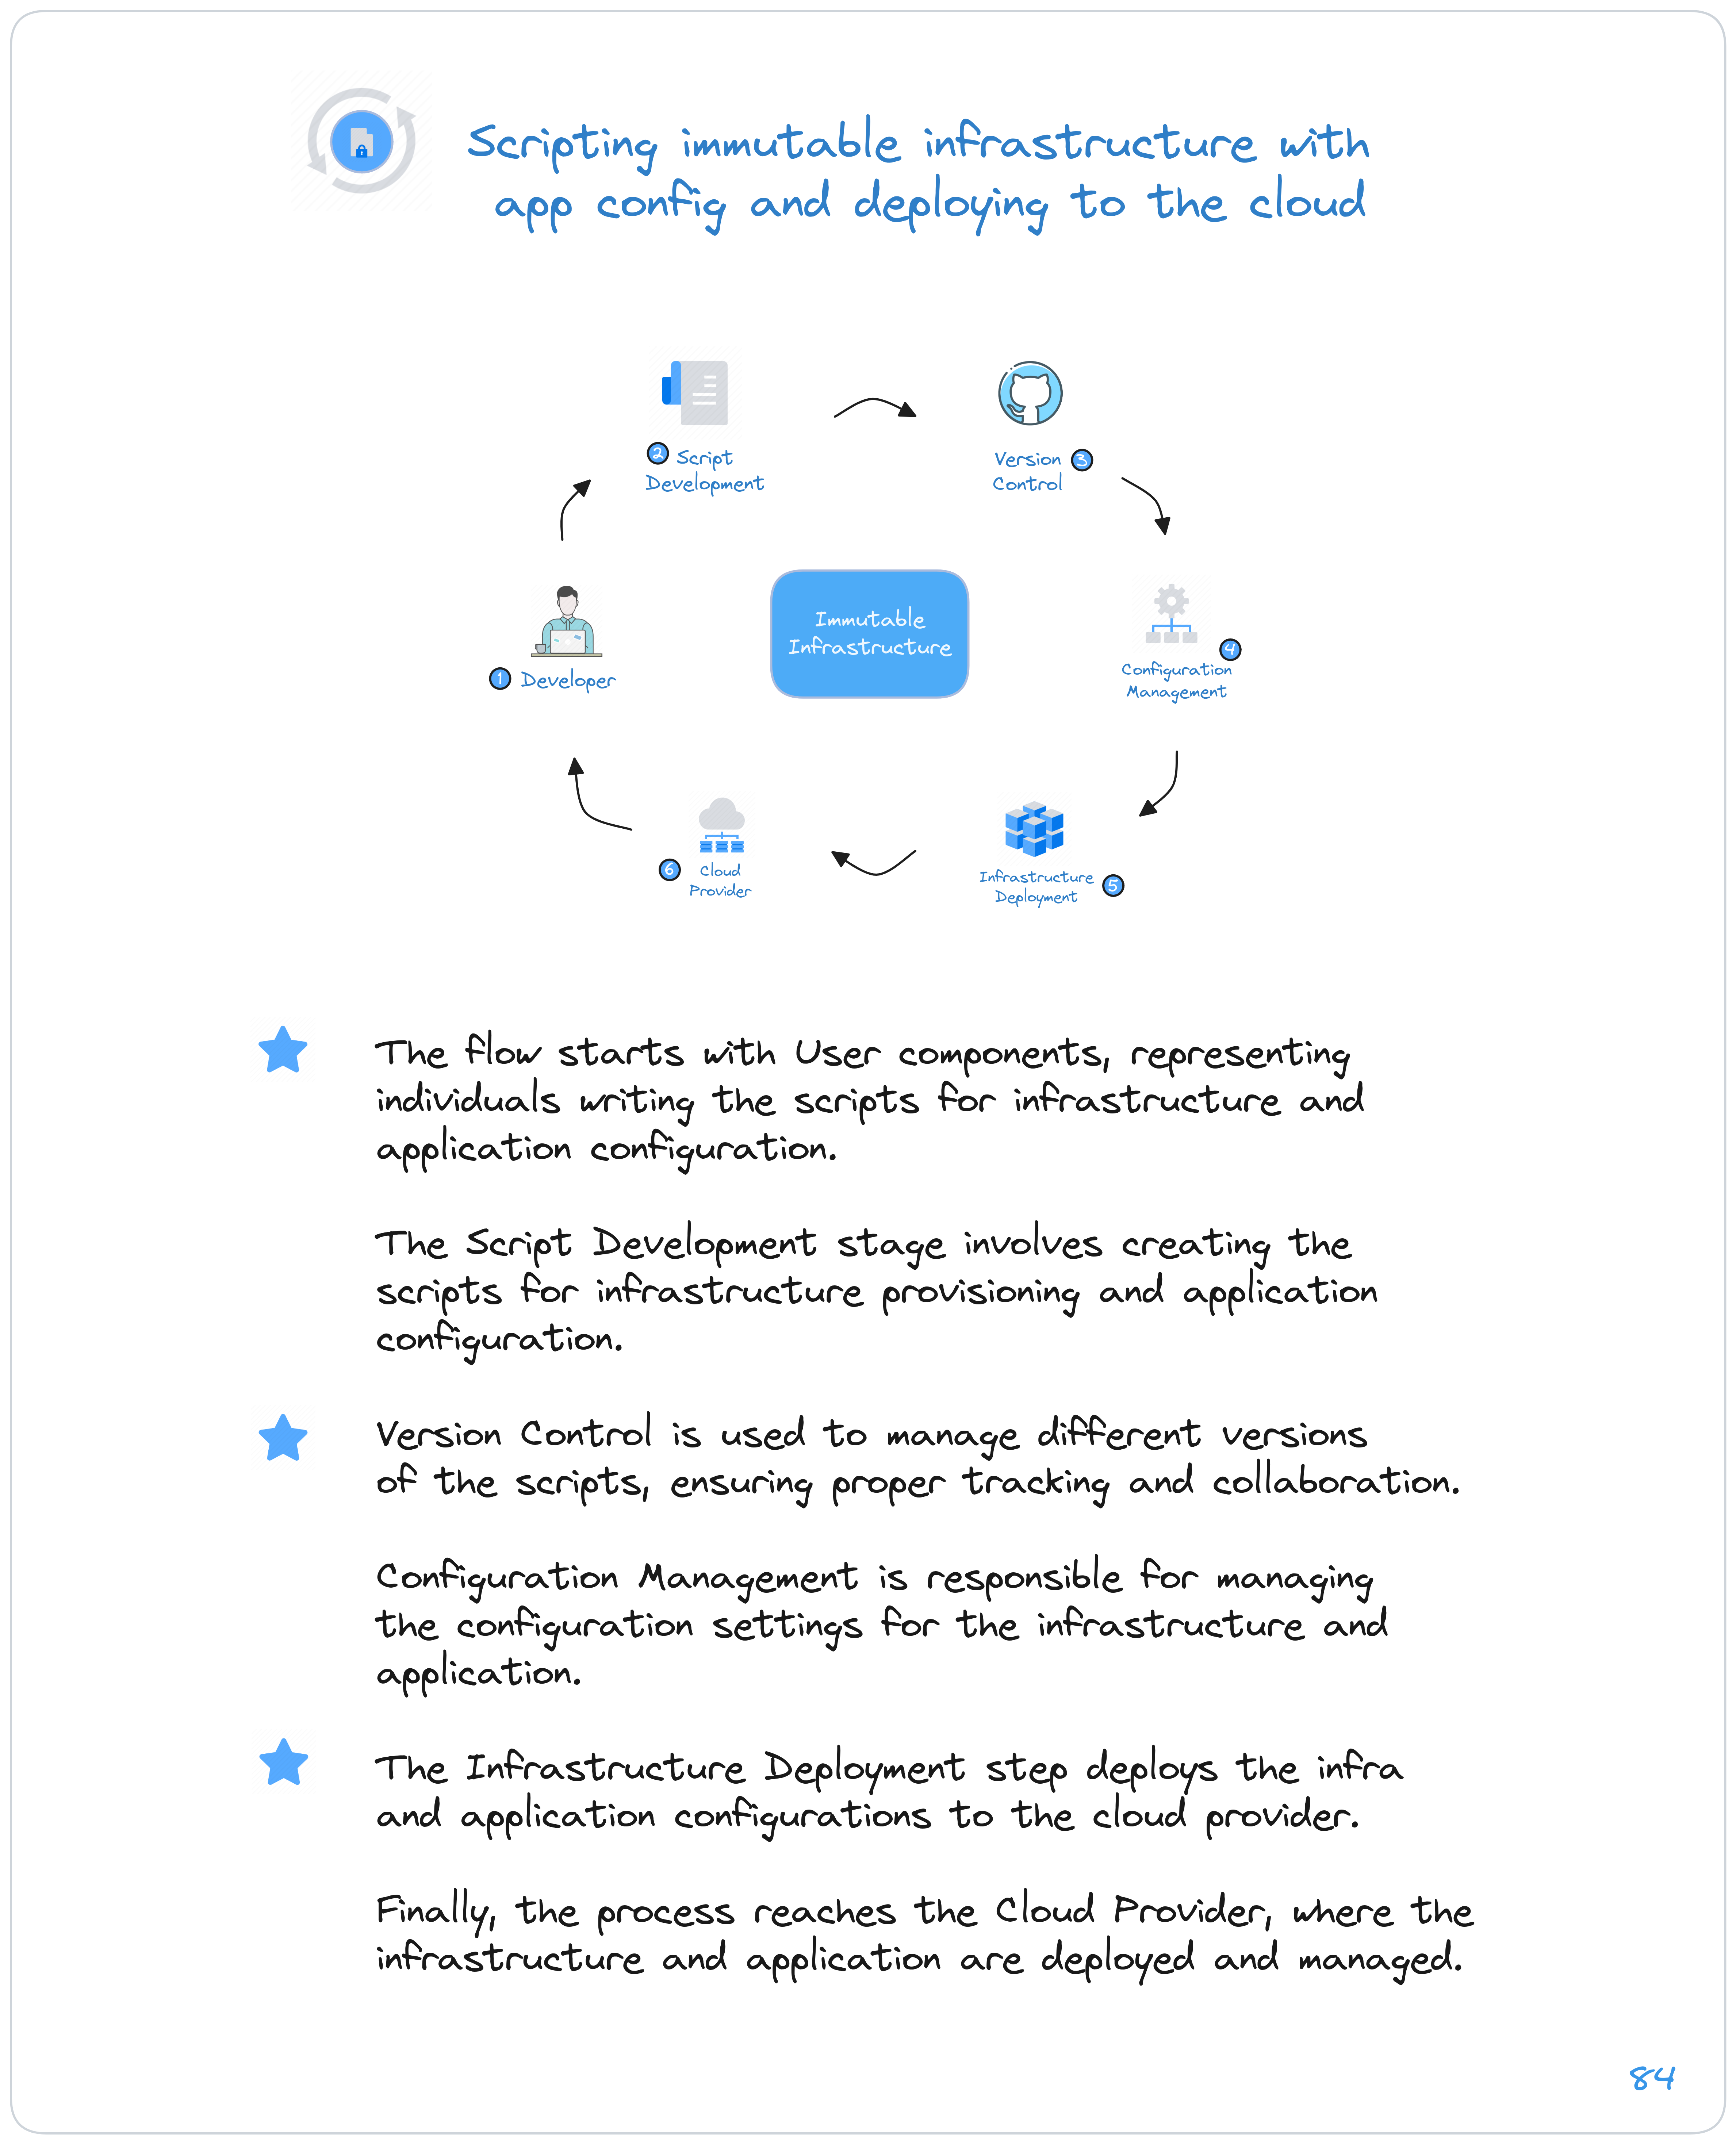 Scripting immutable infrastructure with
app config and deploying to the cloud
2 Script
Development
Version 3
Control
Immutable
Infrastructure
1 Developer
4
Configuration
Management
6 Cloud
Provider
Infrastructure
Deployment 5
The flow starts with User components, representing
individuals writing the scripts for infrastructure and
application configuration.
The Script Development stage involves creating the
scripts for infrastructure provisioning and application
configuration.
Version Control is used to manage different versions
of the scripts, ensuring proper tracking and collaboration.
Configuration Management is responsible for managing
the configuration settings for the infrastructure and
application.
The Infrastructure Deployment step deploys the infra
and application configurations to the cloud provider.
Finally, the process reaches the Cloud Provider, where the
infrastructure and application are deployed and managed.
84